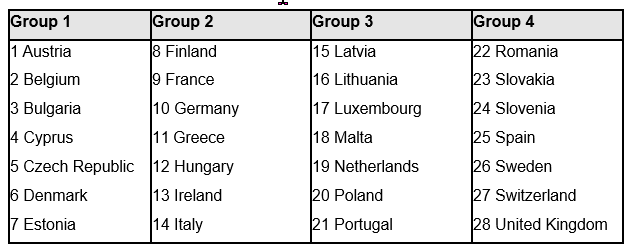 Group 1 Group 2 Group 3 Group 4
1 Austria 8 Finland 15 Latvia 22 Romania
2 Belgium 9 France 16 Lithuania 23 Slovakia
3 Bulgaria 10 Germany 17 Luxembourg 24 Slovenia
4 Cyprus 11 Greece 18 Malta 25 Spain
5 Czech Republic 12 Hungary 19 Netherlands 26 Sweden
6 Denmark 13 Ireland 20 Poland 27 Switzerland
7 Estonia 14 Italy 21 Portugal 28 United Kingdom